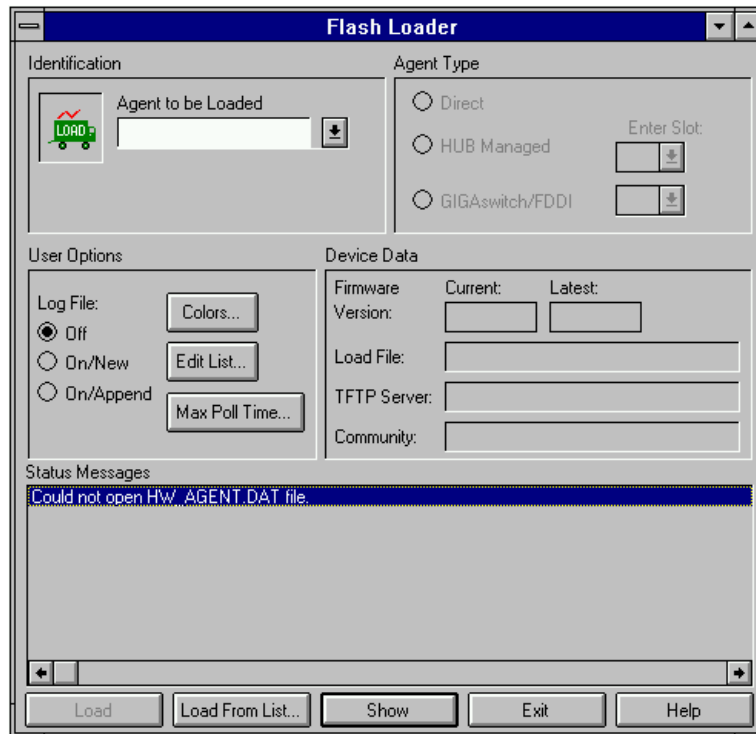 Flash Loader
Identification
Agent to be Loaded
LOAD
Agent Type
Direct
HUB Managed
Enter Slot:
GIGAswitch/FDDI
User Options
Log File:
Off
On/New
On/Append
Colors...
Edit List...
Max Poll Time...
Device Data
Firmware Current: Latest:
Version:
Load File:
TFTP Server:
Community:
Status Messages
Could not open HW_AGENT.DAT file.
Load Load From List... Show Exit Help